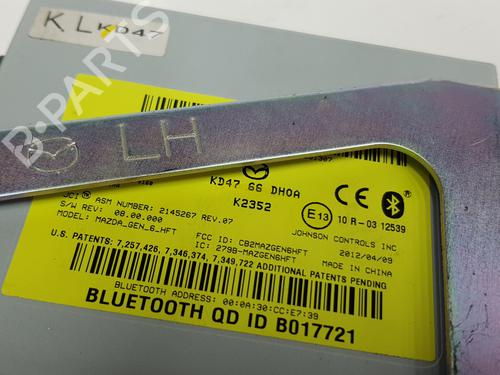 KL KD47
B-PARTS
LH
KD47 66 DH0A
K2352
JCI
ASM NUMBER: 2145267 REV.07
S/W REV: 08.00.000
MODEL: MAZDA_GEN_6_HFT
E13
10 R-03 12539
FCC ID: CB2MAZGEN6HFT
IC: 279B-MAZGEN6HFT
JOHNSON CONTROLS INC
2012/04/09
MADE IN CHINA
U.S. PATENTS; 7,257,426, 7,346,374, 7,349,722 ADDITIONAL PATENTS PENDING
BLUETOOTH ADDRESS: 00:0A:30:CC:E7:39
BLUETOOTH QD ID B017721